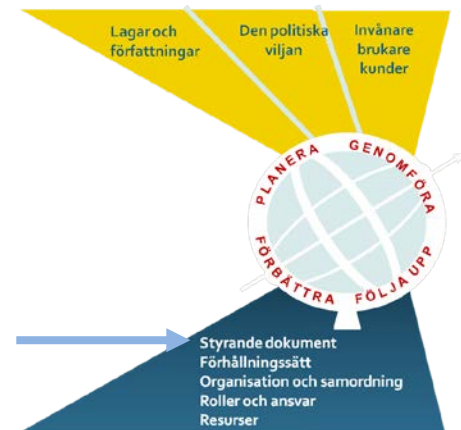 Lagar och
författningar
Den politiska
viljan
Invånare
brukare
kunder
PLANERA
GENOMFÖRA
FÖRBÄTTRA
FÖLJA UPP
Styrande dokument
Förhållningssätt
Organisation och samordning
Roller och ansvar
Resurser